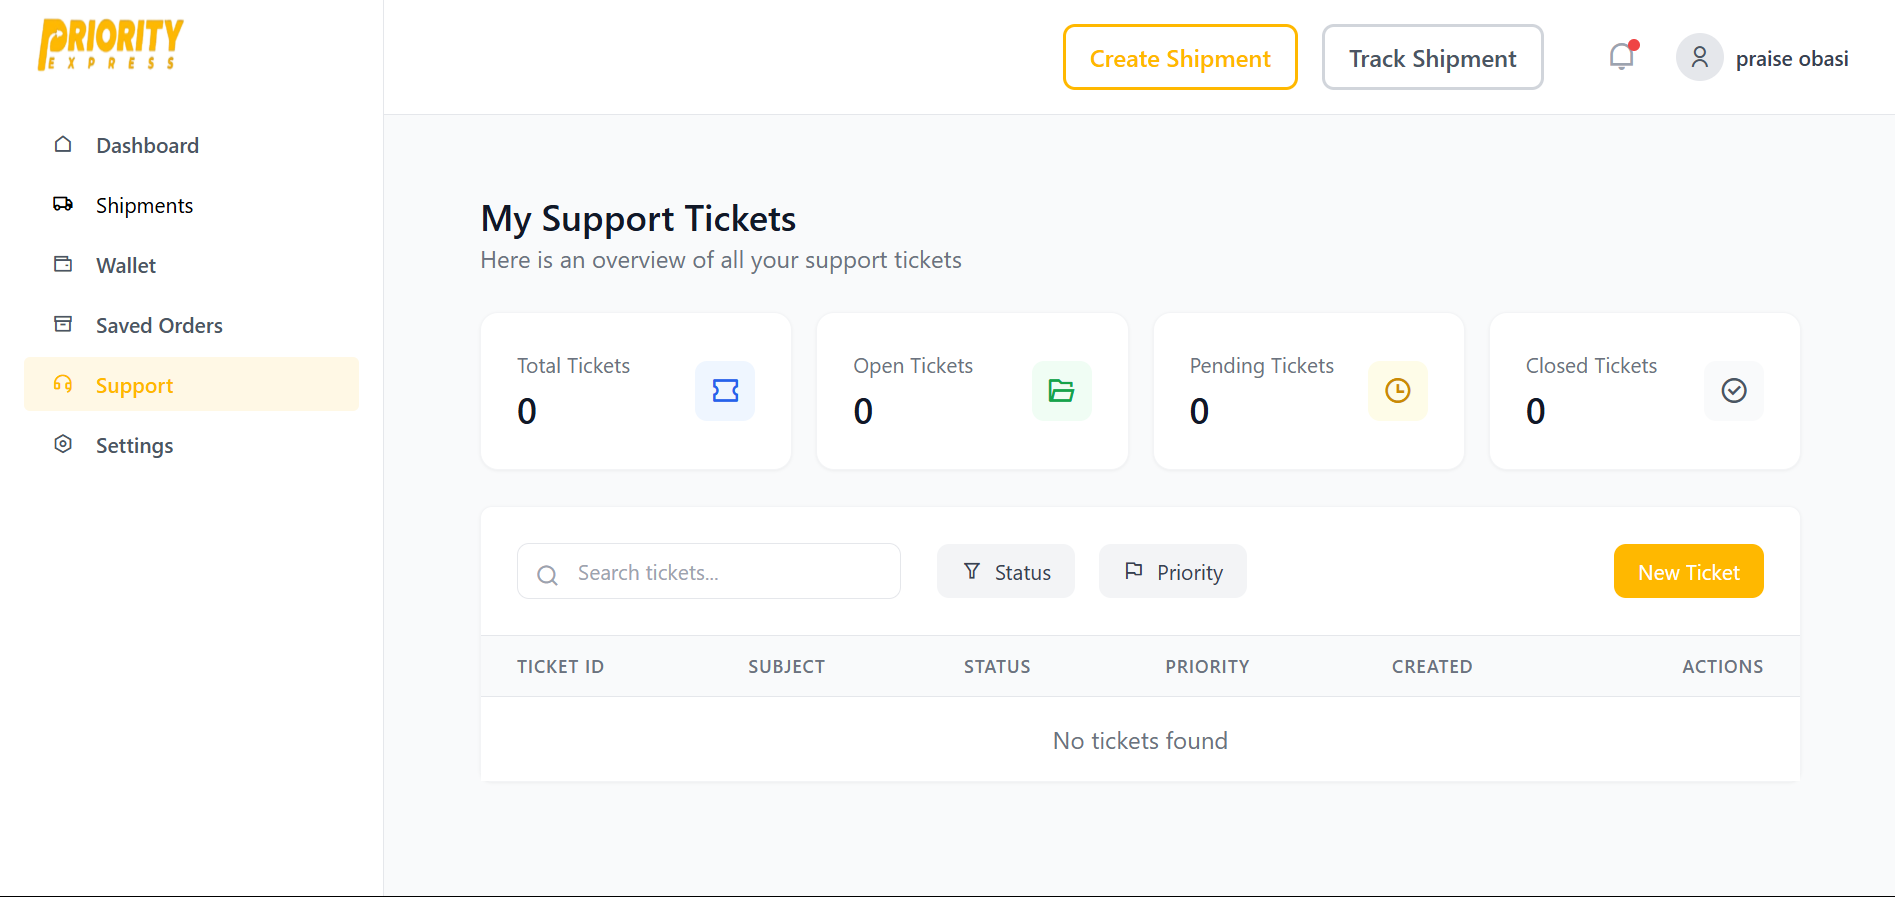 PRIORITY
EXPRESS
Create Shipment
Track Shipment
praise obasi
Dashboard
Shipments
Wallet
Saved Orders
Support
Settings
My Support Tickets
Here is an overview of all your support tickets
Total Tickets
0
Open Tickets
0
Pending Tickets
0
Closed Tickets
0
Search tickets...
Status
Priority
New Ticket
TICKET ID SUBJECT STATUS PRIORITY CREATED ACTIONS
No tickets found